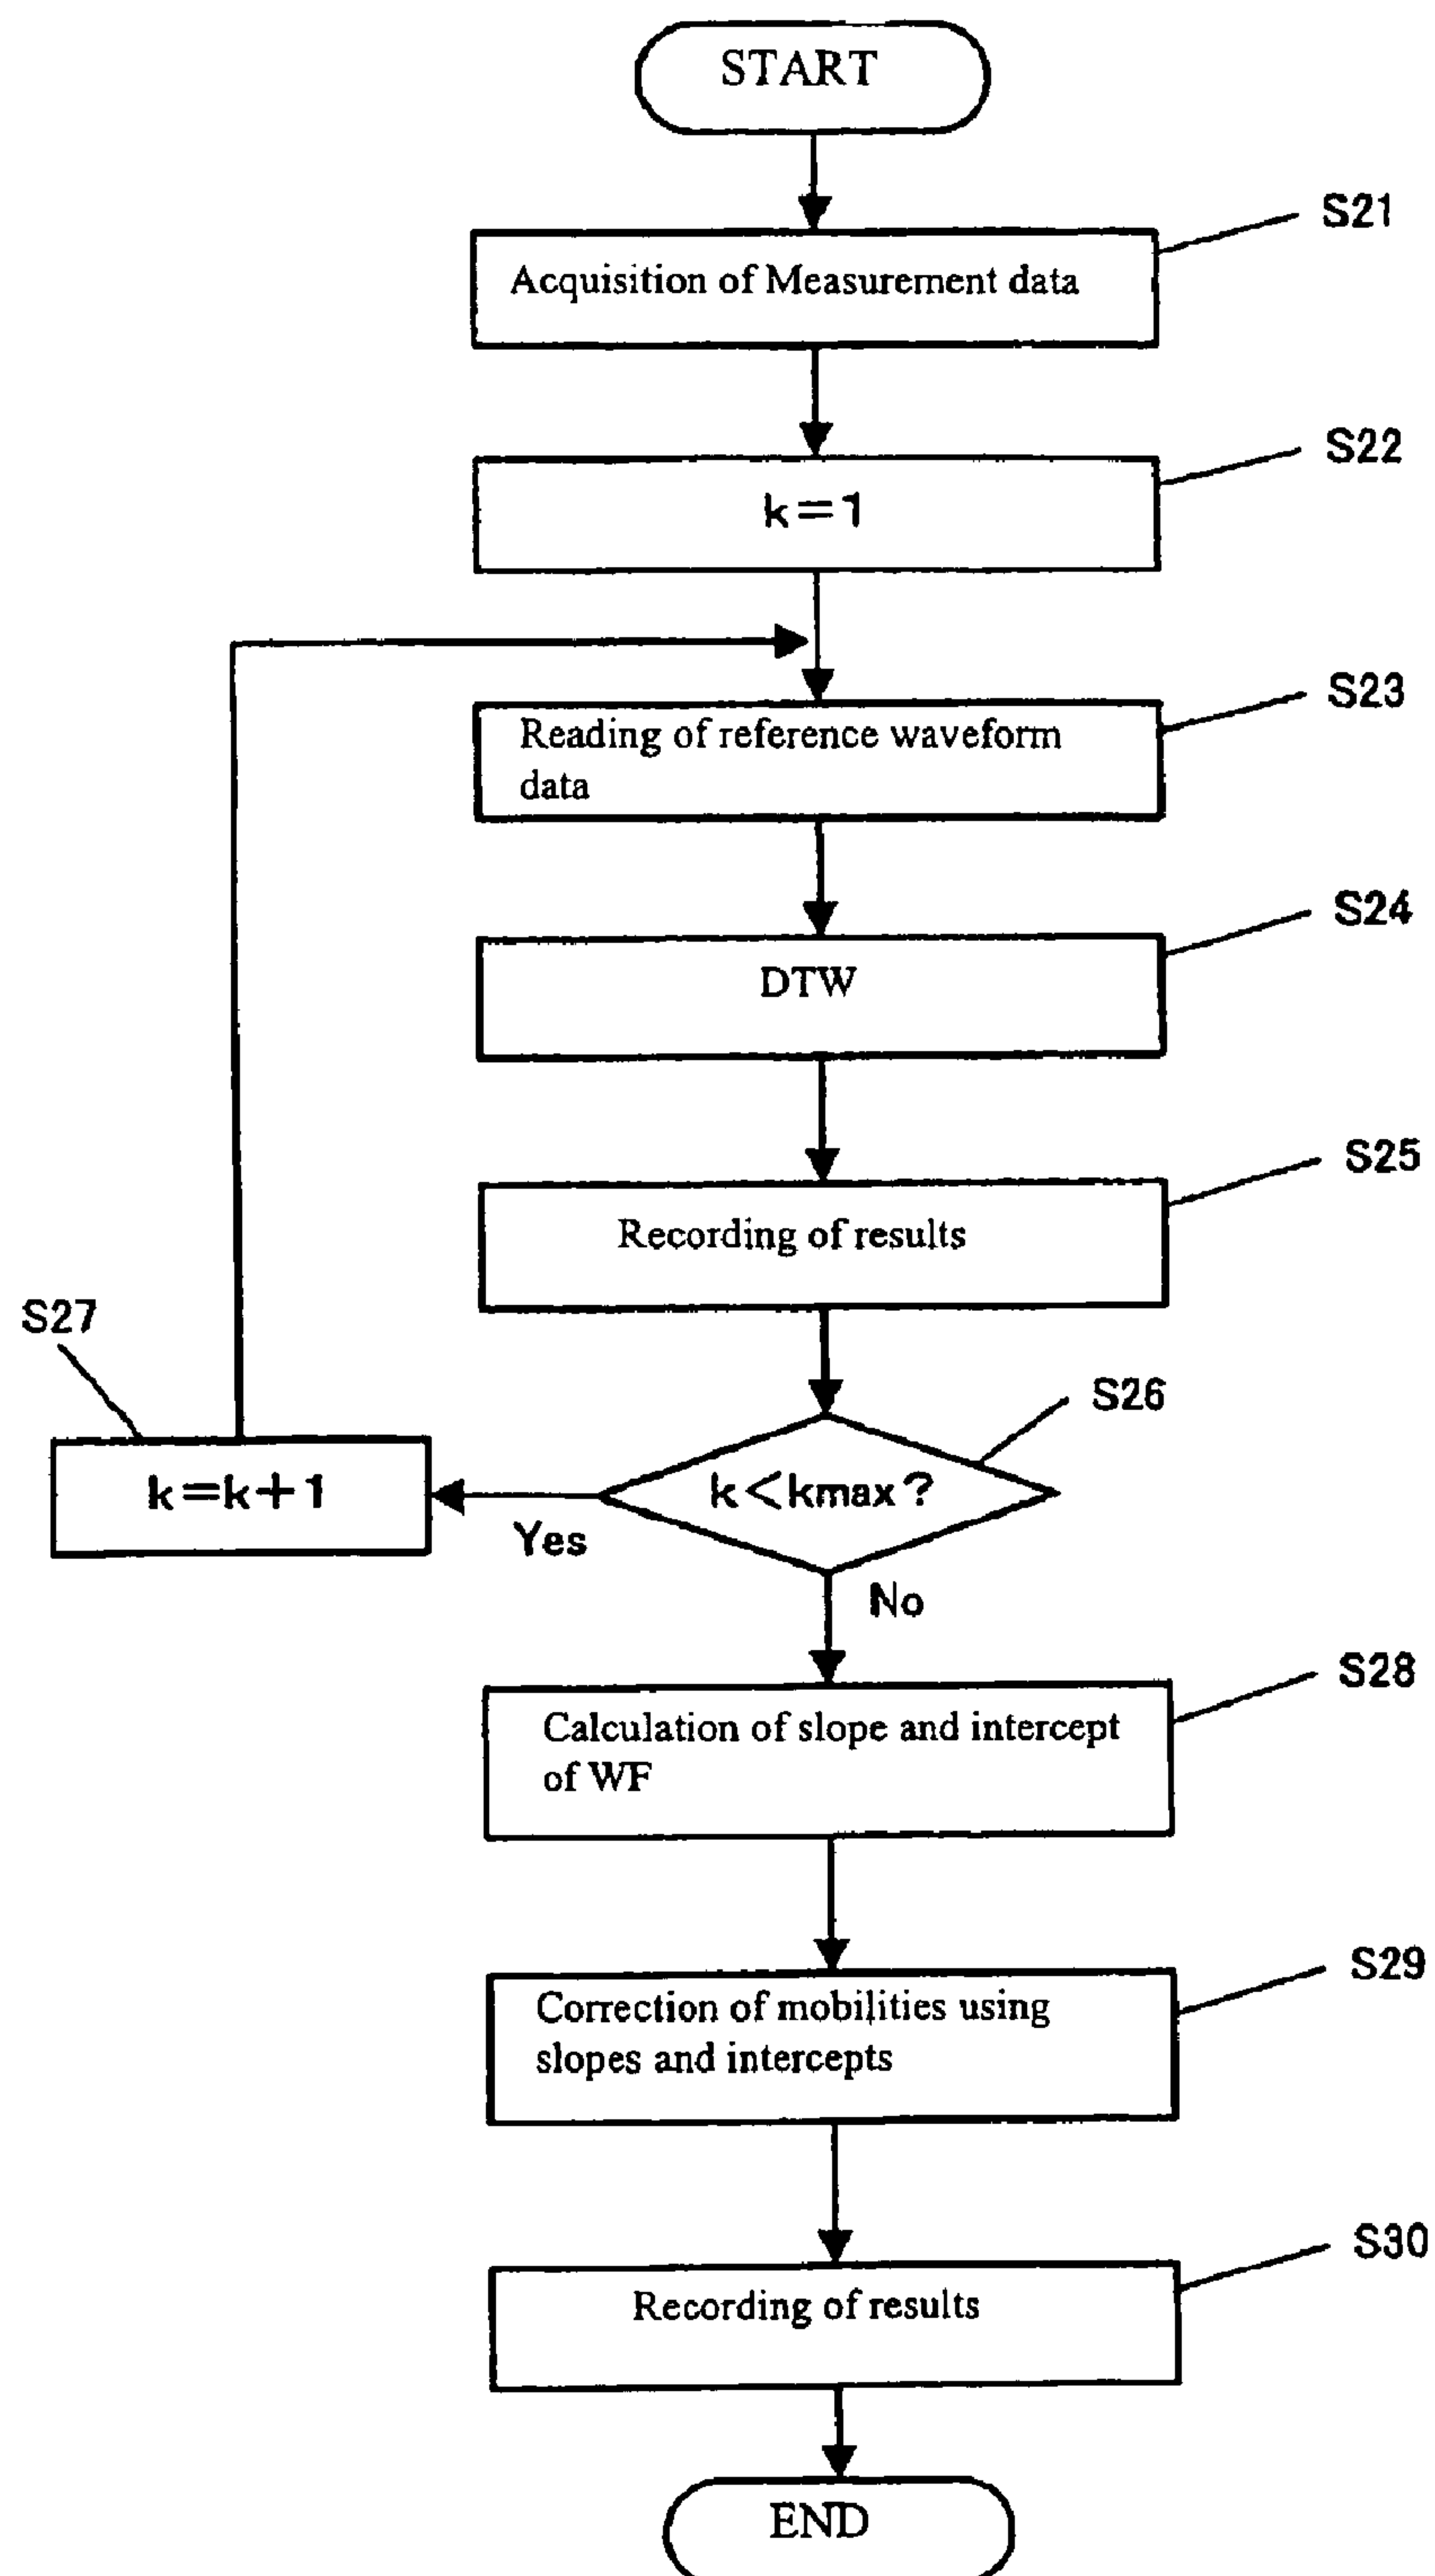 START
S21
Acquisition of Measurement data
S22
k=1
S23
Reading of reference waveform
data
S24
DTW
S25
Recording of results
S27
S26
k=k+1
k<kmax?
Yes
No
S28
Calculation of slope and intercept
of WF
S29
Correction of mobilities using
slopes and intercepts
S30
Recording of results
END